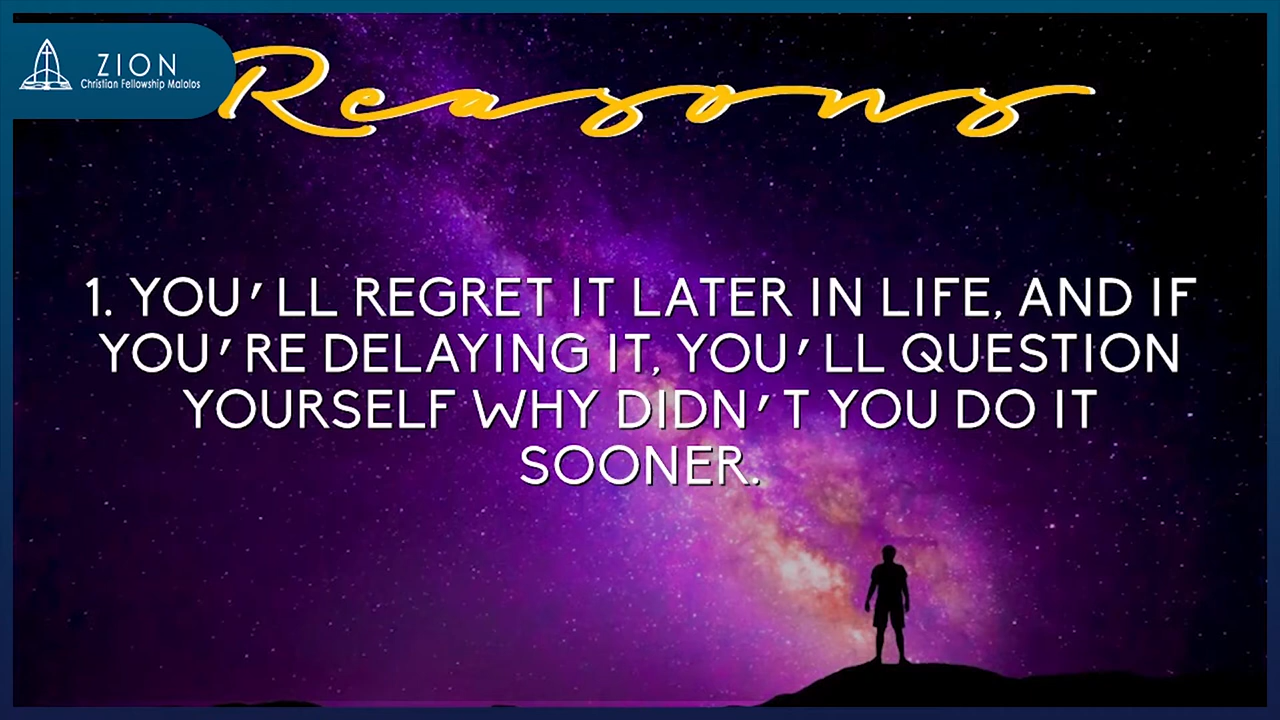 ZION
Christian Fellowship Malolos
Reasons
1. YOU'LL REGRET IT LATER IN LIFE, AND IF
YOU'RE DELAYING IT, YOU'LL QUESTION
YOURSELF WHY DIDN'T YOU DO IT
SOONER.